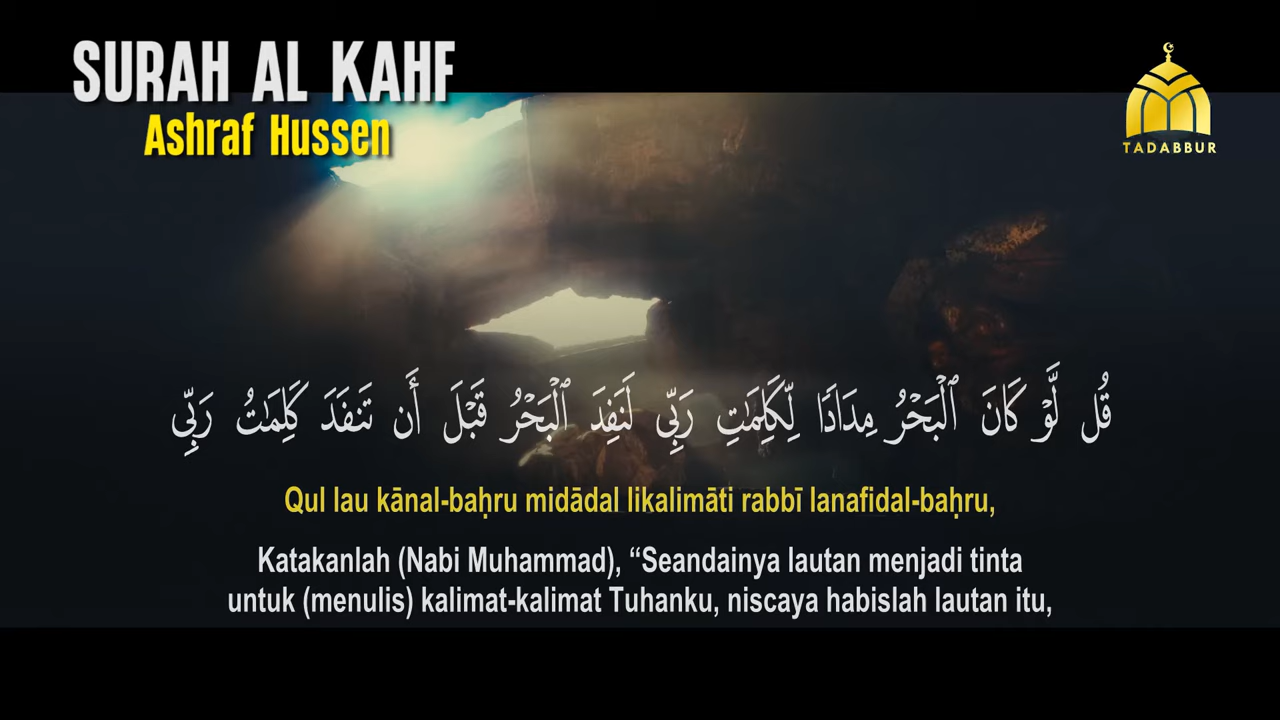 SURAH AL KAHF
Ashraf Hussen
TADABBUR
قُل لَّوْ كَانَ ٱلْبَحْرُ مِدَادًا لِّكَلِمَٰتِ رَبِّى لَنَفِدَ ٱلْبَحْرُ قَبْلَ أَن تَنفَدَ كَلِمَٰتُ رَبِّى
Qul lau kānal-baḥru midādal likalimāti rabbī lanafidal-baḥru,
Katakanlah (Nabi Muhammad), “Seandainya lautan menjadi tinta
untuk (menulis) kalimat-kalimat Tuhanku, niscaya habislah lautan itu,